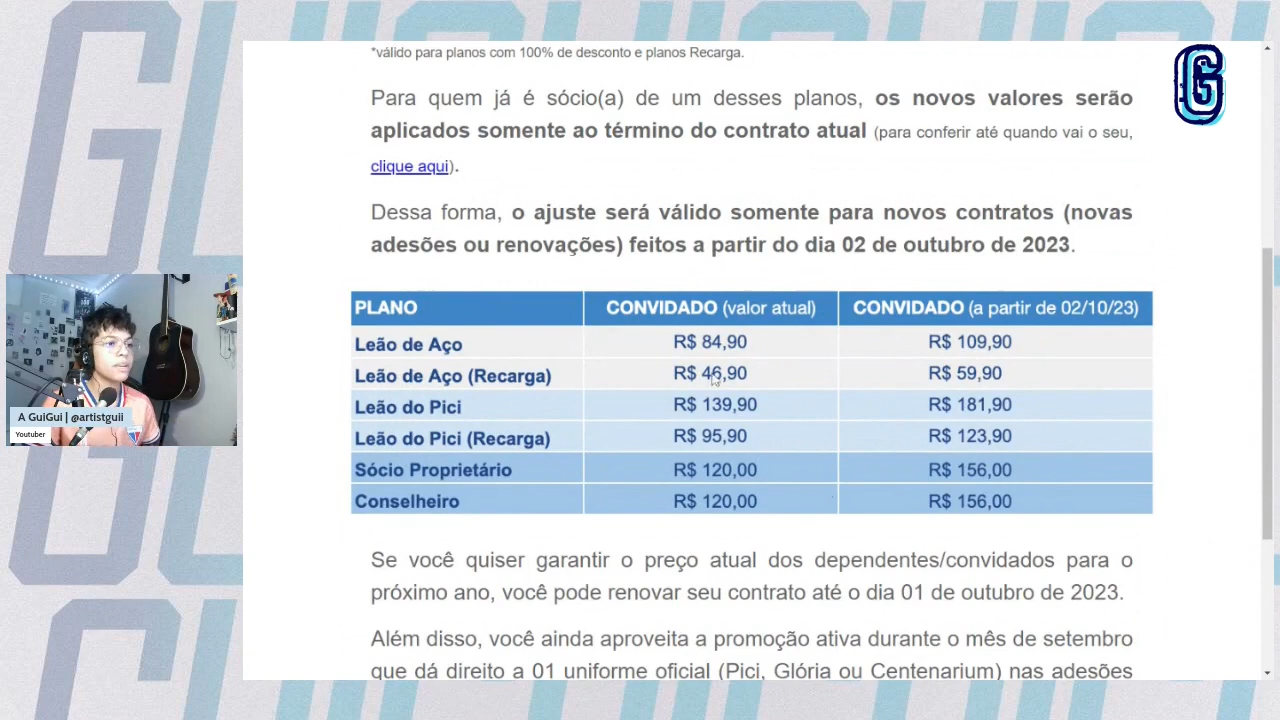 *válido para planos com 100% de desconto e planos Recarga.
Para quem já é sócio(a) de um desses planos, os novos valores serão
aplicados somente ao término do contrato atual (para conferir até quando vai o seu,
clique aqui).
Dessa forma, o ajuste será válido somente para novos contratos (novas
adesões ou renovações) feitos a partir do dia 02 de outubro de 2023.
PLANO CONVIDADO (valor atual) CONVIDADO (a partir de 02/10/23)
Leão de Aço R$ 84,90 R$ 109,90
Leão de Aço (Recarga) R$ 46,90 R$ 59,90
Leão do Pici R$ 139,90 R$ 181,90
Leão do Pici (Recarga) R$ 95,90 R$ 123,90
Sócio Proprietário R$ 120,00 R$ 156,00
Conselheiro R$ 120,00 R$ 156,00
Se você quiser garantir o preço atual dos dependentes/convidados para o
próximo ano, você pode renovar seu contrato até o dia 01 de outubro de 2023.
Além disso, você ainda aproveita a promoção ativa durante o mês de setembro
que dá direito a 01 uniforme oficial (Pici, Glória ou Centenarium) nas adesões
A GuiGui | @artistguii
Youtuber
G